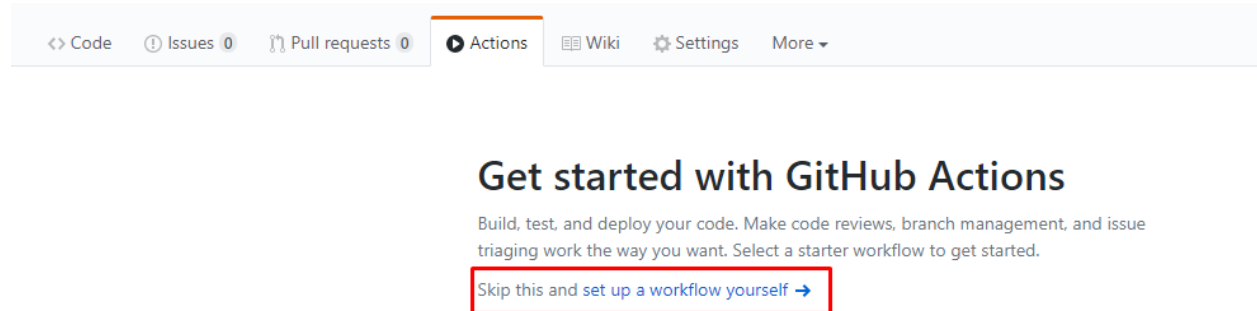 Code Issues 0 Pull requests 0 Actions Wiki Settings More
Get started with GitHub Actions
Build, test, and deploy your code. Make code reviews, branch management, and issue
triaging work the way you want. Select a starter workflow to get started.
Skip this and set up a workflow yourself →